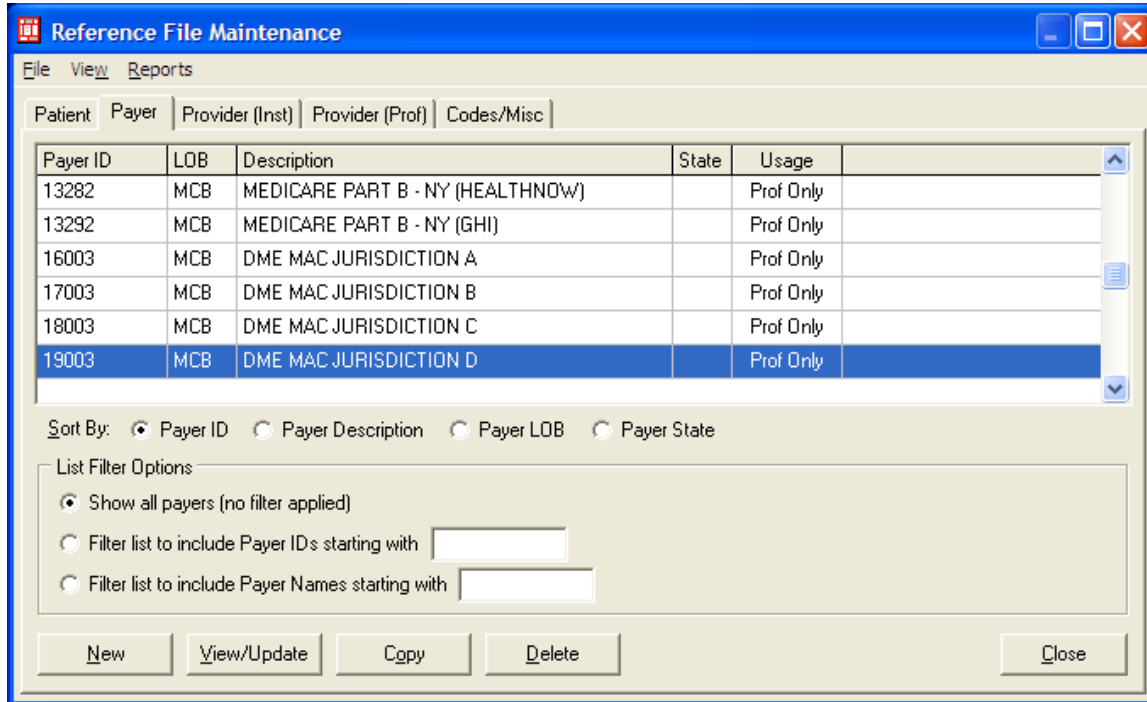 Reference File Maintenance
File View Reports
Patient Payer Provider (Inst) Provider (Prof) Codes/Misc
Payer ID LOB Description State Usage
13282 MCB MEDICARE PART B - NY (HEALTHNOW) Prof Only
13292 MCB MEDICARE PART B - NY (GHI) Prof Only
16003 MCB DME MAC JURISDICTION A Prof Only
17003 MCB DME MAC JURISDICTION B Prof Only
18003 MCB DME MAC JURISDICTION C Prof Only
19003 MCB DME MAC JURISDICTION D Prof Only
Sort By: Payer ID Payer Description Payer LOB Payer State
List Filter Options
Show all payers (no filter applied)
Filter list to include Payer IDs starting with
Filter list to include Payer Names starting with
New View/Update Copy Delete Close